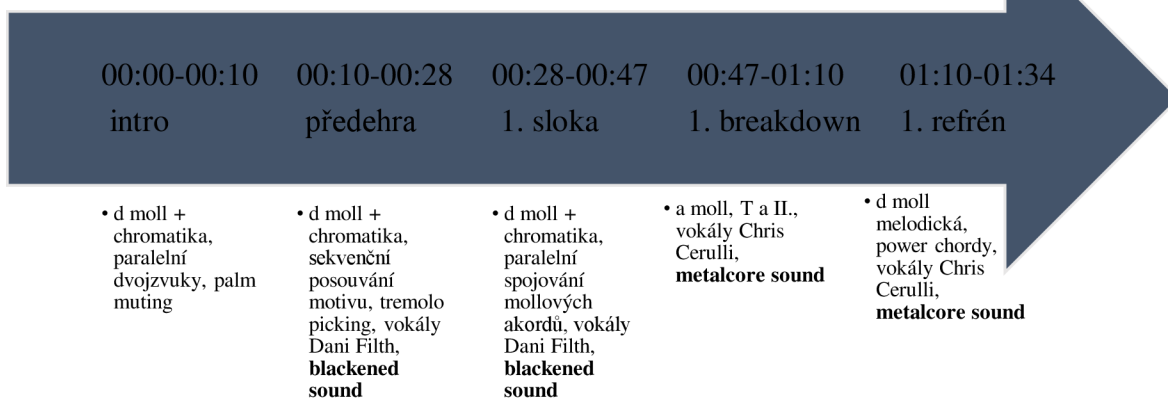 00:00-00:10
intro
00:10-00:28
předehra
00:28-00:47
1. sloka
00:47-01:10
1. breakdown
01:10-01:34
1. refrén
• d moll +
chromatika,
paralelní
dvojzvuky, palm
muting
• d moll +
chromatika,
sekvenční
posouvání
motivu, tremolo
picking, vokály
Dani Filth,
blackened
sound
• d moll +
chromatika,
paralelní
spojování
mollových
akordů, vokály
Dani Filth,
blackened
sound
• a moll, T a II.,
vokály Chris
Cerulli,
metalcore sound
• d moll
melodická,
power chordy,
vokály Chris
Cerulli,
metalcore sound